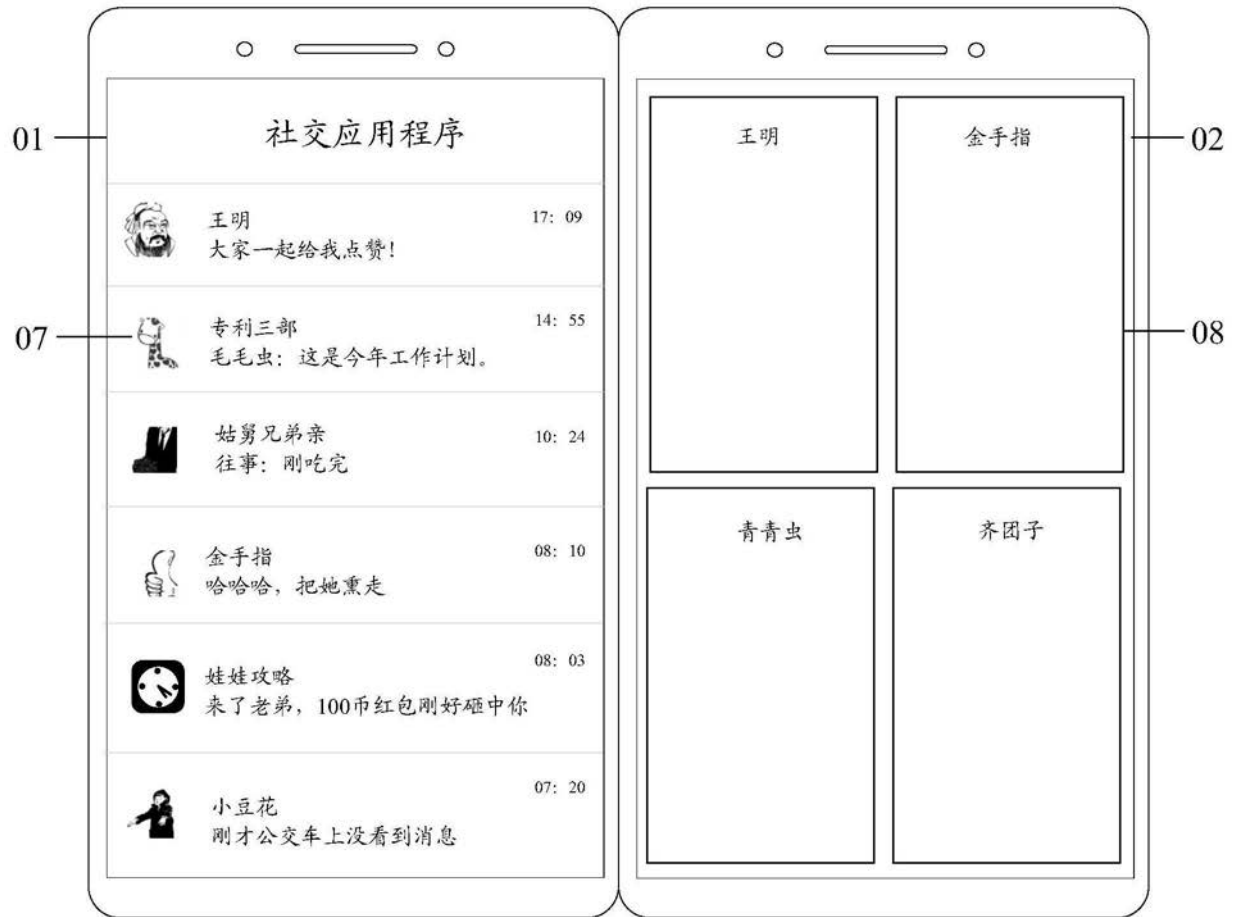 01
社交应用程序
王明
17：09
大家一起给我点赞！
07
专利三部
14：55
毛毛虫：这是今年工作计划。
姑舅兄弟亲
10：24
往事：刚吃完
金手指
08：10
哈哈哈，把她熏走
娃娃攻略
08：03
来了老弟，100币红包刚好砸中你
小豆花
07：20
刚才公交车上没看到消息
王明
金手指
02
08
青青虫
齐团子